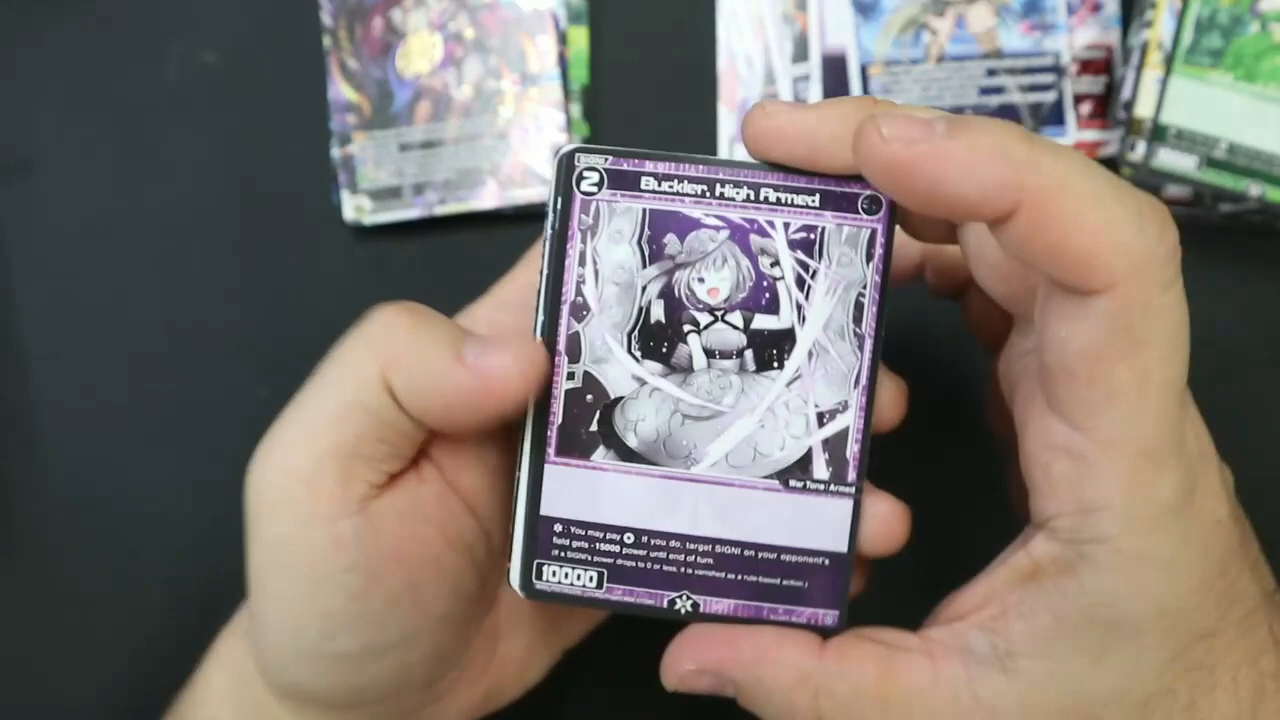 SIGNI
2
Buckler, High Armed
War Tone: Armed
: You may pay . If you do, target SIGNI on your opponent's
field gets -15000 power until end of turn.
(If a SIGNI's power drops to 0 or less, it is vanished as a rule-based action.)
10000